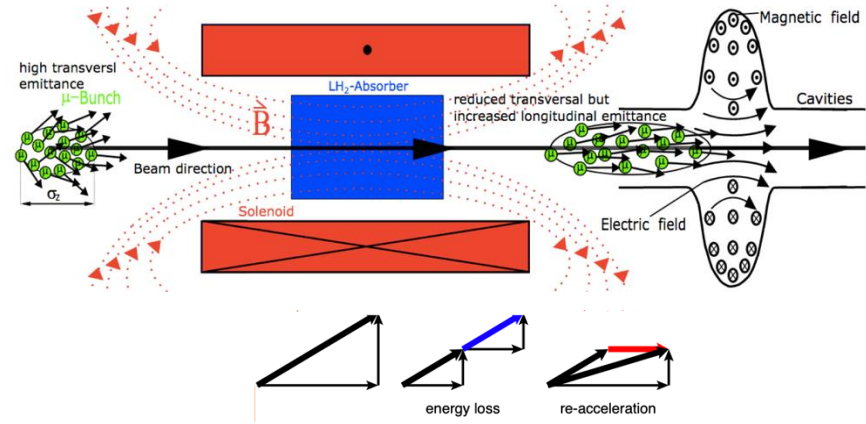 high transversl
emittance
μ-Bunch
σz
Beam direction
B
LH2-Absorber
Solenoid
reduced transversal but
increased longitudinal emittance
Magnetic field
Cavities
Electric field
μ μ μ μ μ μ μ μ μ μ μ μ μ
μ μ μ μ μ μ μ μ μ μ μ μ
energy loss
re-acceleration